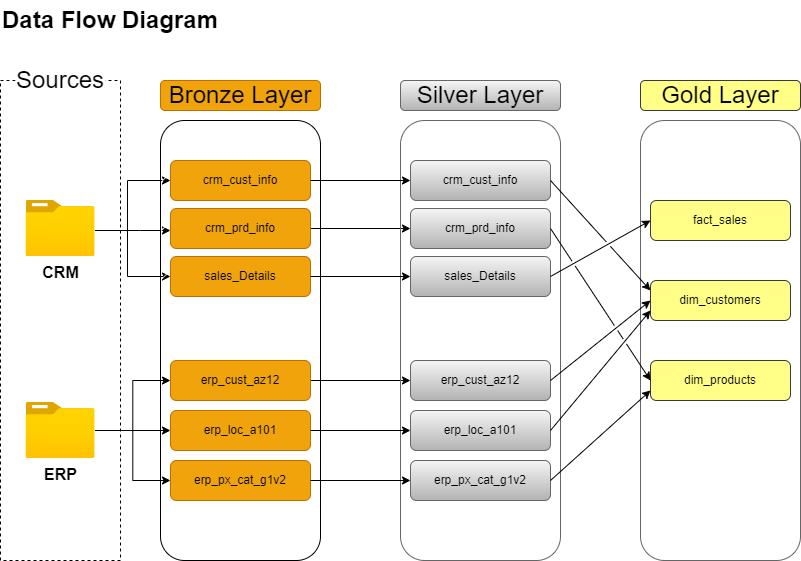 Data Flow Diagram
Sources
Bronze Layer
Silver Layer
Gold Layer
crm_cust_info
crm_cust_info
crm_prd_info
crm_prd_info
fact_sales
CRM
sales_Details
sales_Details
dim_customers
erp_cust_az12
erp_cust_az12
dim_products
erp_loc_a101
erp_loc_a101
ERP
erp_px_cat_g1v2
erp_px_cat_g1v2